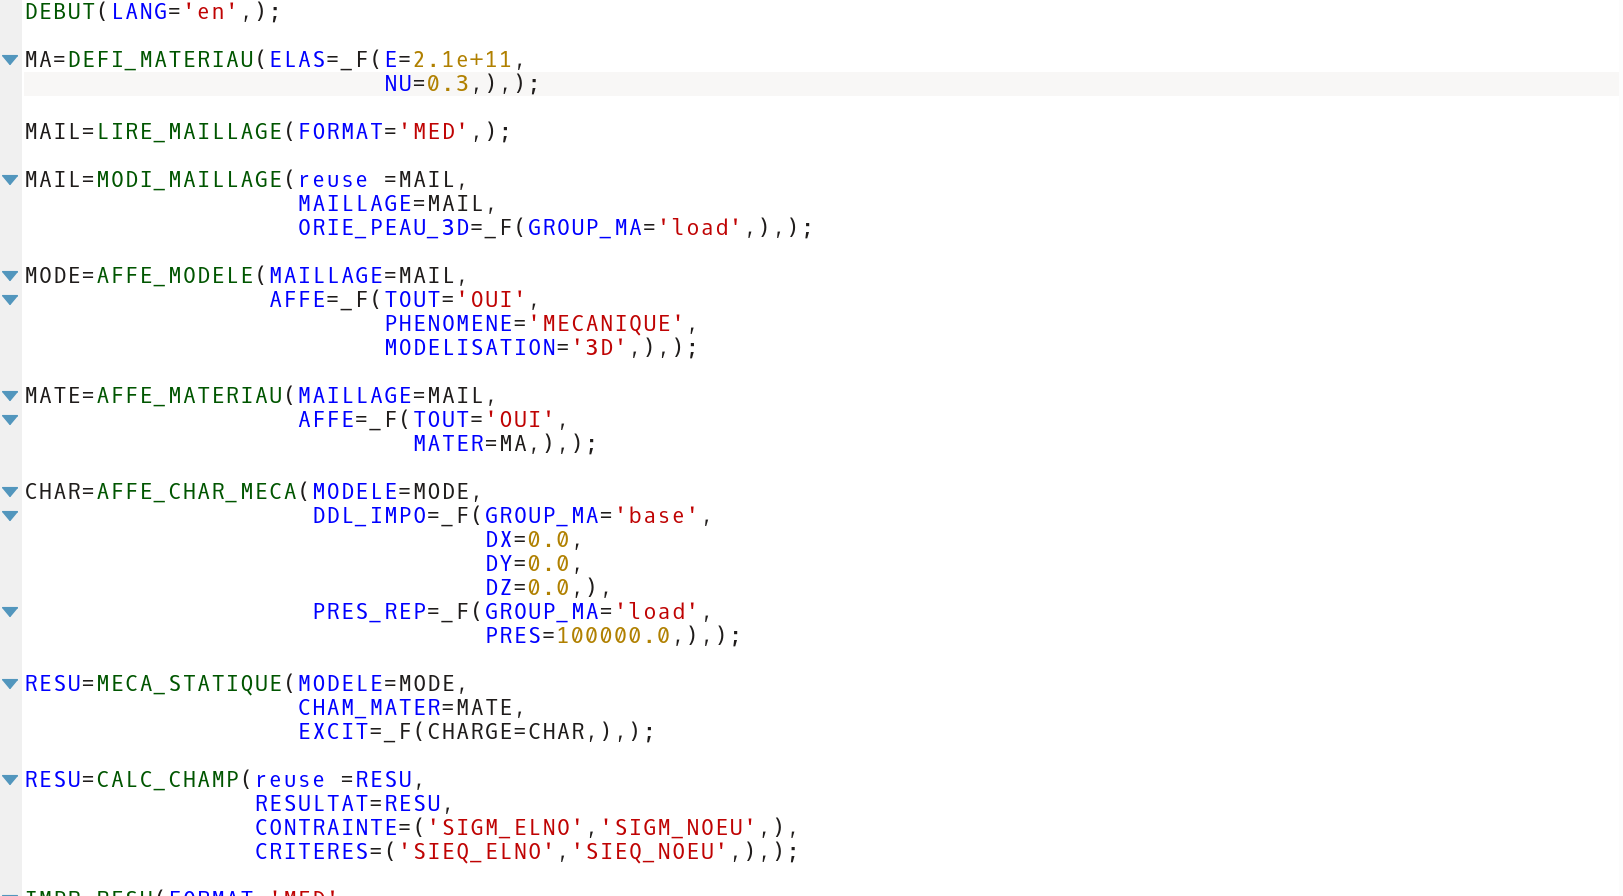 DEBUT(LANG='en',);
MA=DEFI_MATERIAU(ELAS=_F(E=2.1e+11,
NU=0.3,),);
MAIL=LIRE_MAILLAGE(FORMAT='MED',);
MAIL=MODI_MAILLAGE(reuse =MAIL,
MAILLAGE=MAIL,
ORIE_PEAU_3D=_F(GROUP_MA='load',),);
MODE=AFFE_MODELE(MAILLAGE=MAIL,
AFFE=_F(TOUT='OUI',
PHENOMENE='MECANIQUE',
MODELISATION='3D',),);
MATE=AFFE_MATERIAU(MAILLAGE=MAIL,
AFFE=_F(TOUT='OUI',
MATER=MA,),);
CHAR=AFFE_CHAR_MECA(MODELE=MODE,
DDL_IMPO=_F(GROUP_MA='base',
DX=0.0,
DY=0.0,
DZ=0.0,),
PRES_REP=_F(GROUP_MA='load',
PRES=100000.0,),);
RESU=MECA_STATIQUE(MODELE=MODE,
CHAM_MATER=MATE,
EXCIT=_F(CHARGE=CHAR,),);
RESU=CALC_CHAMP(reuse =RESU,
RESULTAT=RESU,
CONTRAINTE=('SIGM_ELNO','SIGM_NOEU',),
CRITERES=('SIEQ_ELNO','SIEQ_NOEU',),);
IMPR_RESU(FORMAT='MED',